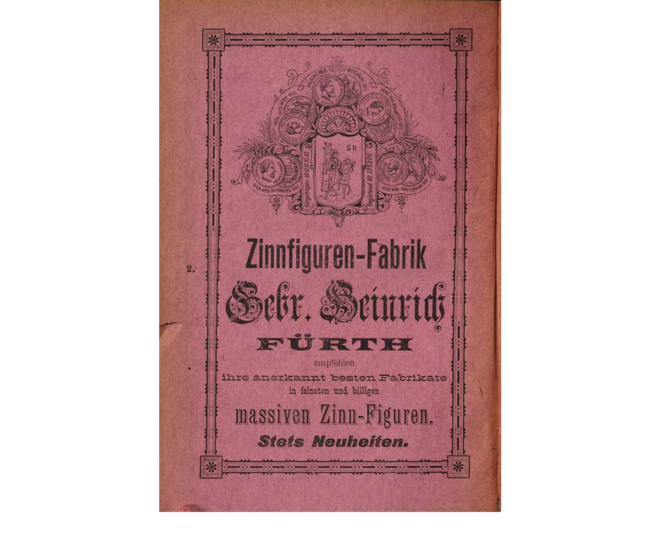 G H
Zinnfiguren-Fabrik
2.
Gebr. Heinrich
FÜRTH
empfehlen
ihre anerkannt besten Fabrikate
in feinsten und billigen
massiven Zinn-Figuren.
Stets Neuheiten.